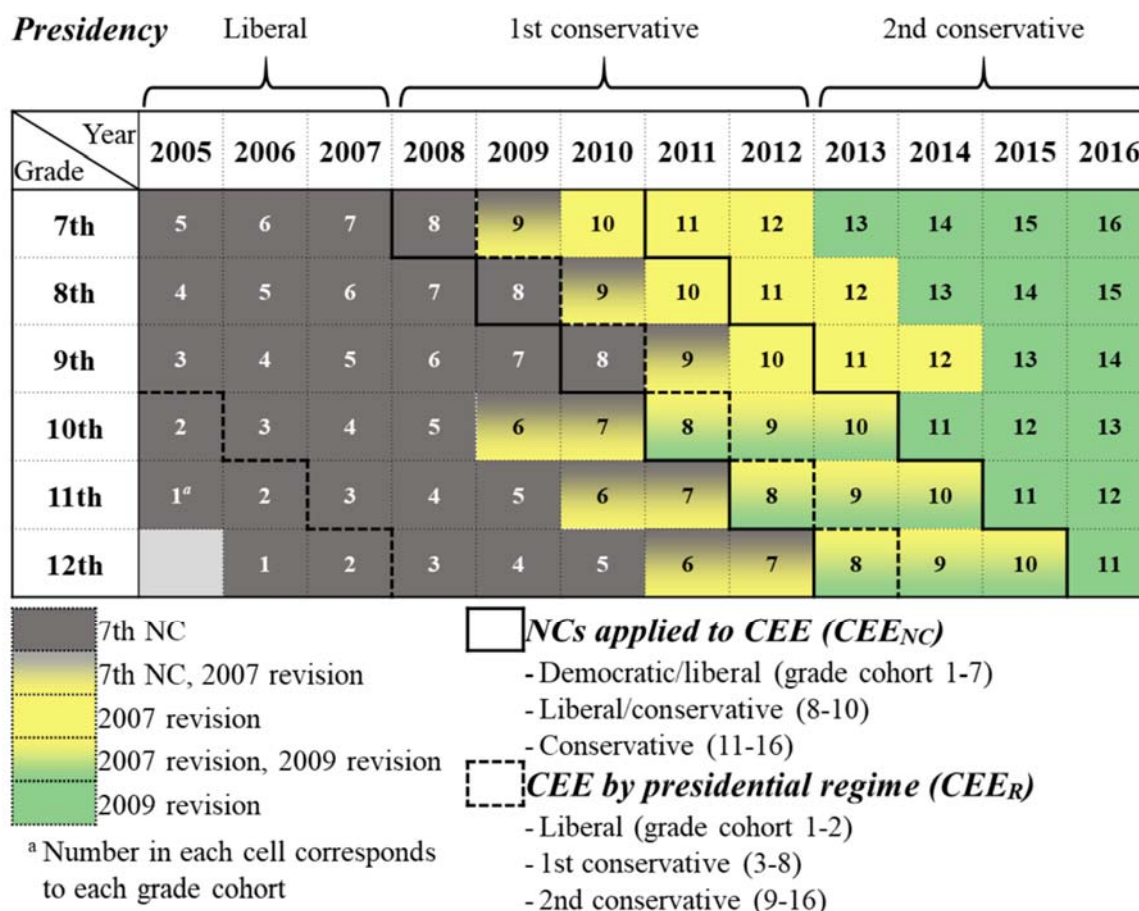 Presidency Liberal 1st conservative 2nd conservative
Year
Grade
2005 2006 2007 2008 2009 2010 2011 2012 2013 2014 2015 2016
7th 5 6 7 8 9 10 11 12 13 14 15 16
8th 4 5 6 7 8 9 10 11 12 13 14 15
9th 3 4 5 6 7 8 9 10 11 12 13 14
10th 2 3 4 5 6 7 8 9 10 11 12 13
11th 1a 2 3 4 5 6 7 8 9 10 11 12
12th 1 2 3 4 5 6 7 8 9 10 11
7th NC
7th NC, 2007 revision
2007 revision
2007 revision, 2009 revision
2009 revision
a Number in each cell corresponds
to each grade cohort
NCs applied to CEE (CEENC)
- Democratic/liberal (grade cohort 1-7)
- Liberal/conservative (8-10)
- Conservative (11-16)
CEE by presidential regime (CEER)
- Liberal (grade cohort 1-2)
- 1st conservative (3-8)
- 2nd conservative (9-16)